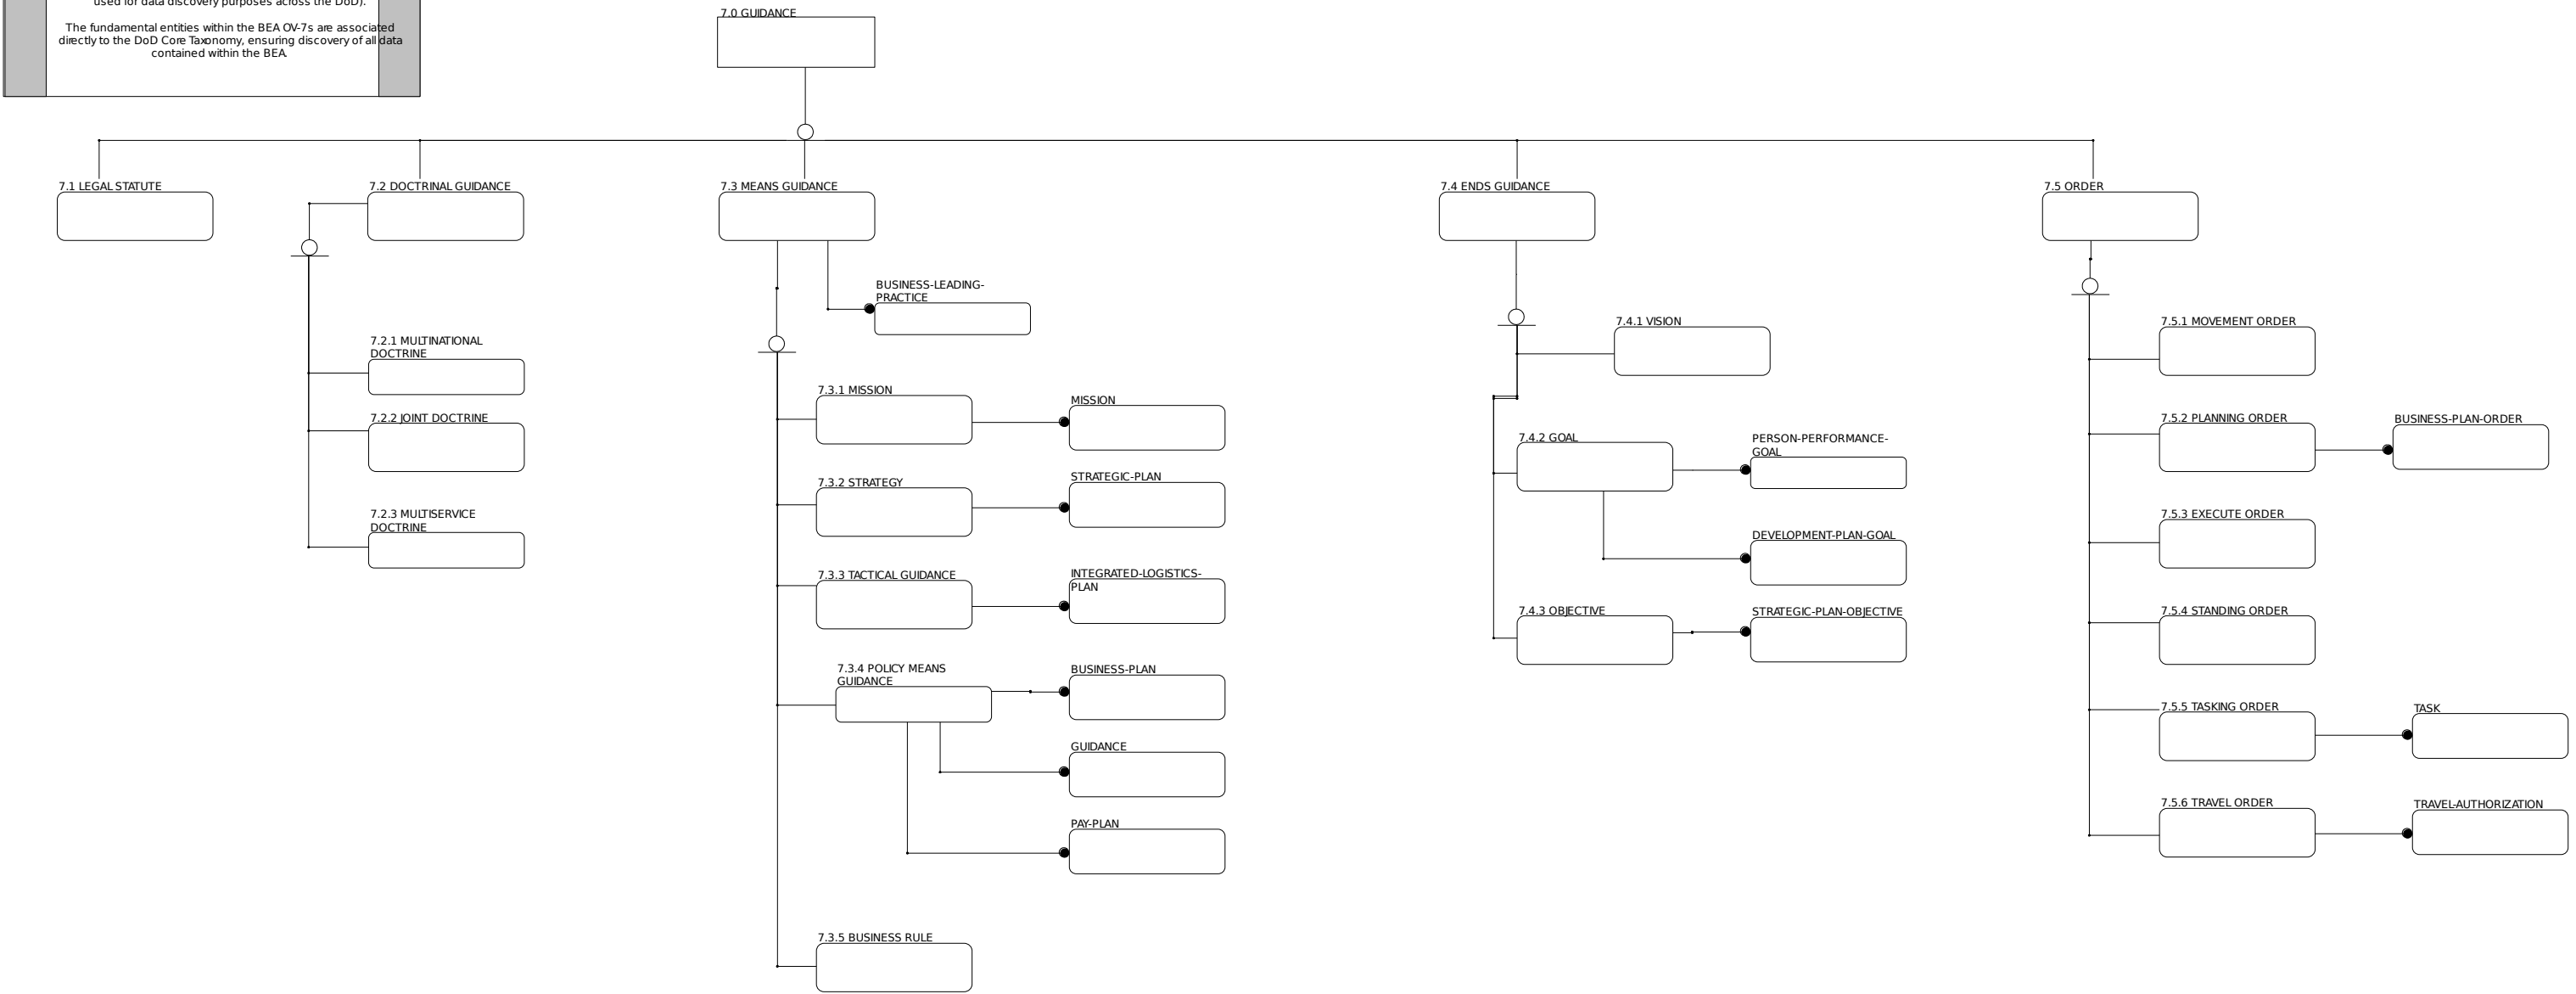 used for data discovery purposes across the DoD).
The fundamental entities within the BEA OV-7s are associated
directly to the DoD Core Taxonomy, ensuring discovery of all data
contained within the BEA.
7.0 GUIDANCE
7.1 LEGAL STATUTE
7.2 DOCTRINAL GUIDANCE
7.3 MEANS GUIDANCE
7.4 ENDS GUIDANCE
7.5 ORDER
7.2.1 MULTINATIONAL
DOCTRINE
7.2.2 JOINT DOCTRINE
7.2.3 MULTISERVICE
DOCTRINE
BUSINESS-LEADING-
PRACTICE
7.3.1 MISSION
MISSION
7.3.2 STRATEGY
STRATEGIC-PLAN
7.3.3 TACTICAL GUIDANCE
INTEGRATED-LOGISTICS-
PLAN
7.3.4 POLICY MEANS
GUIDANCE
BUSINESS-PLAN
GUIDANCE
PAY-PLAN
7.3.5 BUSINESS RULE
7.4.1 VISION
7.4.2 GOAL
PERSON-PERFORMANCE-
GOAL
DEVELOPMENT-PLAN-GOAL
7.4.3 OBJECTIVE
STRATEGIC-PLAN-OBJECTIVE
7.5.1 MOVEMENT ORDER
7.5.2 PLANNING ORDER
BUSINESS-PLAN-ORDER
7.5.3 EXECUTE ORDER
7.5.4 STANDING ORDER
7.5.5 TASKING ORDER
TASK
7.5.6 TRAVEL ORDER
TRAVEL-AUTHORIZATION